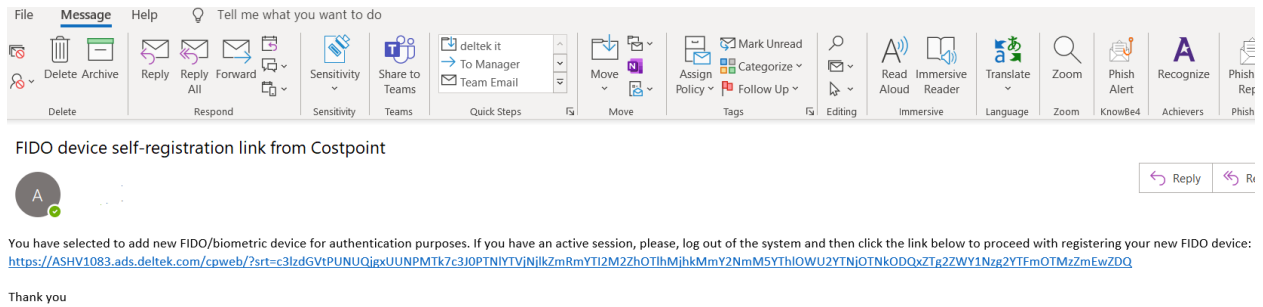 File Message Help Tell me what you want to do
Delete Archive Reply Reply All Forward Sensitivity Share to Teams
deltek it
To Manager
Team Email
Move Assign Policy Mark Unread
Categorize
Follow Up
Read Aloud Immersive Reader Translate Zoom Phish Alert Recognize Phish
Delete Respond Sensitivity Teams Quick Steps Move Tags Editing Immersive Language Zoom KnowBe4 Achievers Phish
FIDO device self-registration link from Costpoint
A
Reply
You have selected to add new FIDO/biometric device for authentication purposes. If you have an active session, please, log out of the system and then click the link below to proceed with registering your new FIDO device:
https://ASHV1083.ads.deltek.com/cpweb/?srt=c3lzdGVtPUNUQjgxUUNPMTk7c3J0PTNlYTVjNjlkZmRmYTI2M2ZhOTlhMjhkMmY2NmM5YThlOWU2YTNjOTNkODQxZTg2ZWY1Nzg2YTFmOTMzZmEwZDQ
Thank you